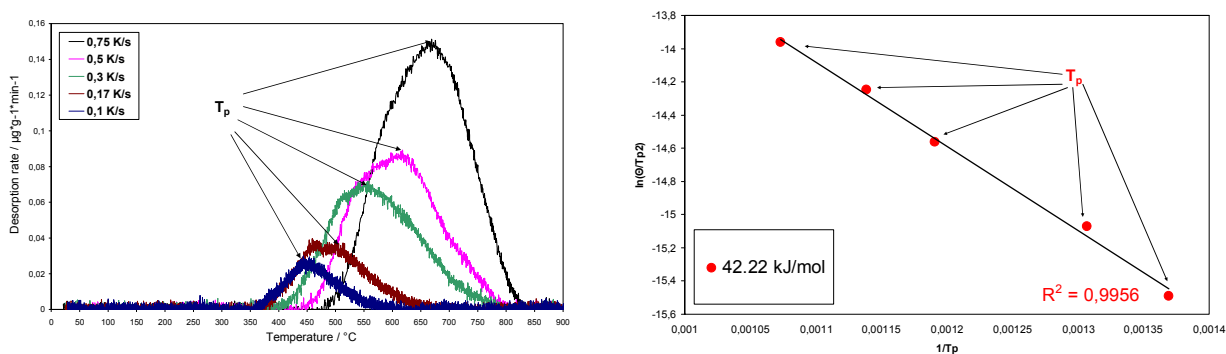 0,16
0,14
0,12
0,1
0,08
0,06
0,04
0,02
0
Desorption rate / µg*g-1*min-1
0,75 K/s
0,5 K/s
0,3 K/s
0,17 K/s
0,1 K/s
Tp
0 50 100 150 200 250 300 350 400 450 500 550 600 650 700 750 800 850 900
Temperature / °C
-13,8
-14
-14,2
-14,4
-14,6
-14,8
-15
-15,2
-15,4
-15,6
ln(Θ/Tp2)
Tp
42.22 kJ/mol
R² = 0,9956
0,001 0,00105 0,0011 0,00115 0,0012 0,00125 0,0013 0,00135 0,0014
1/Tp